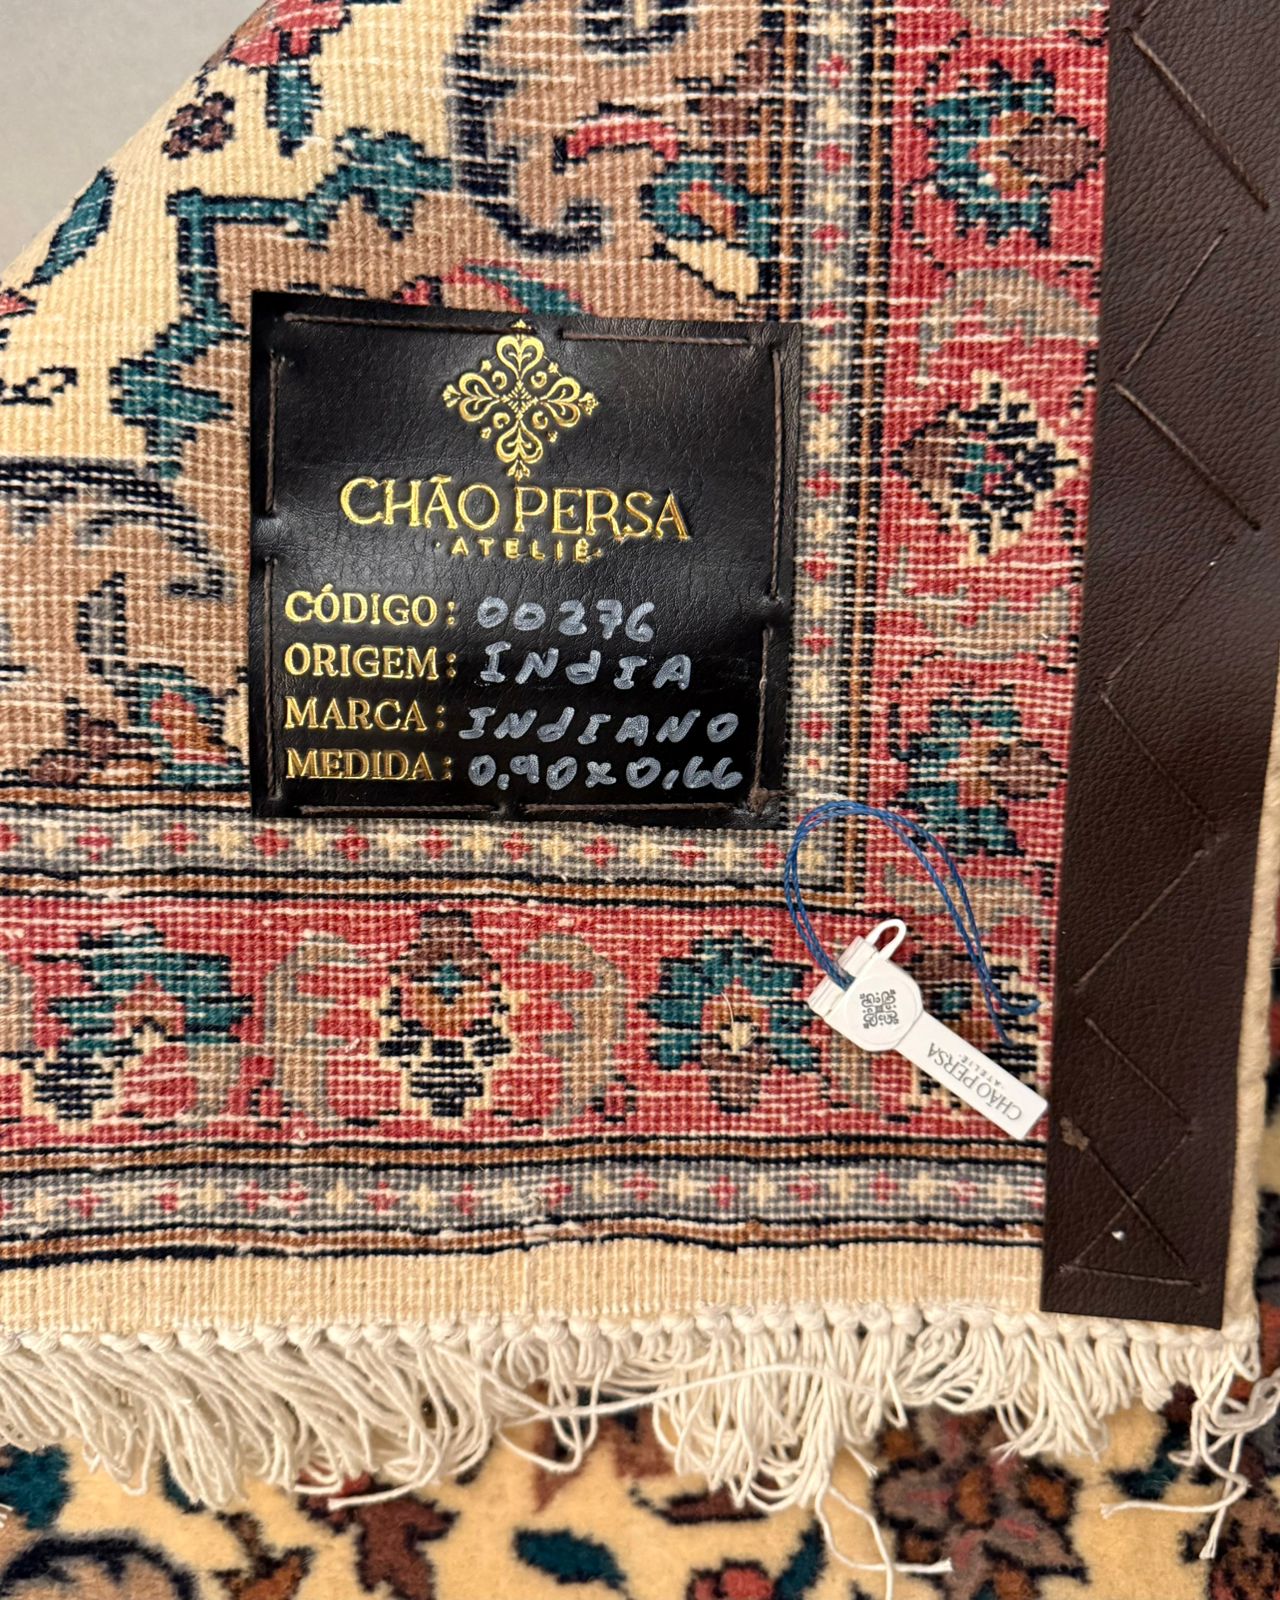 CHÃO PERSA
· ATELIÊ ·
CÓDIGO: 00276
ORIGEM: INdIA
MARCA: INdIANO
MEDIDA: 0,90x0,66
CHÃO PERSA
· ATELIÊ ·